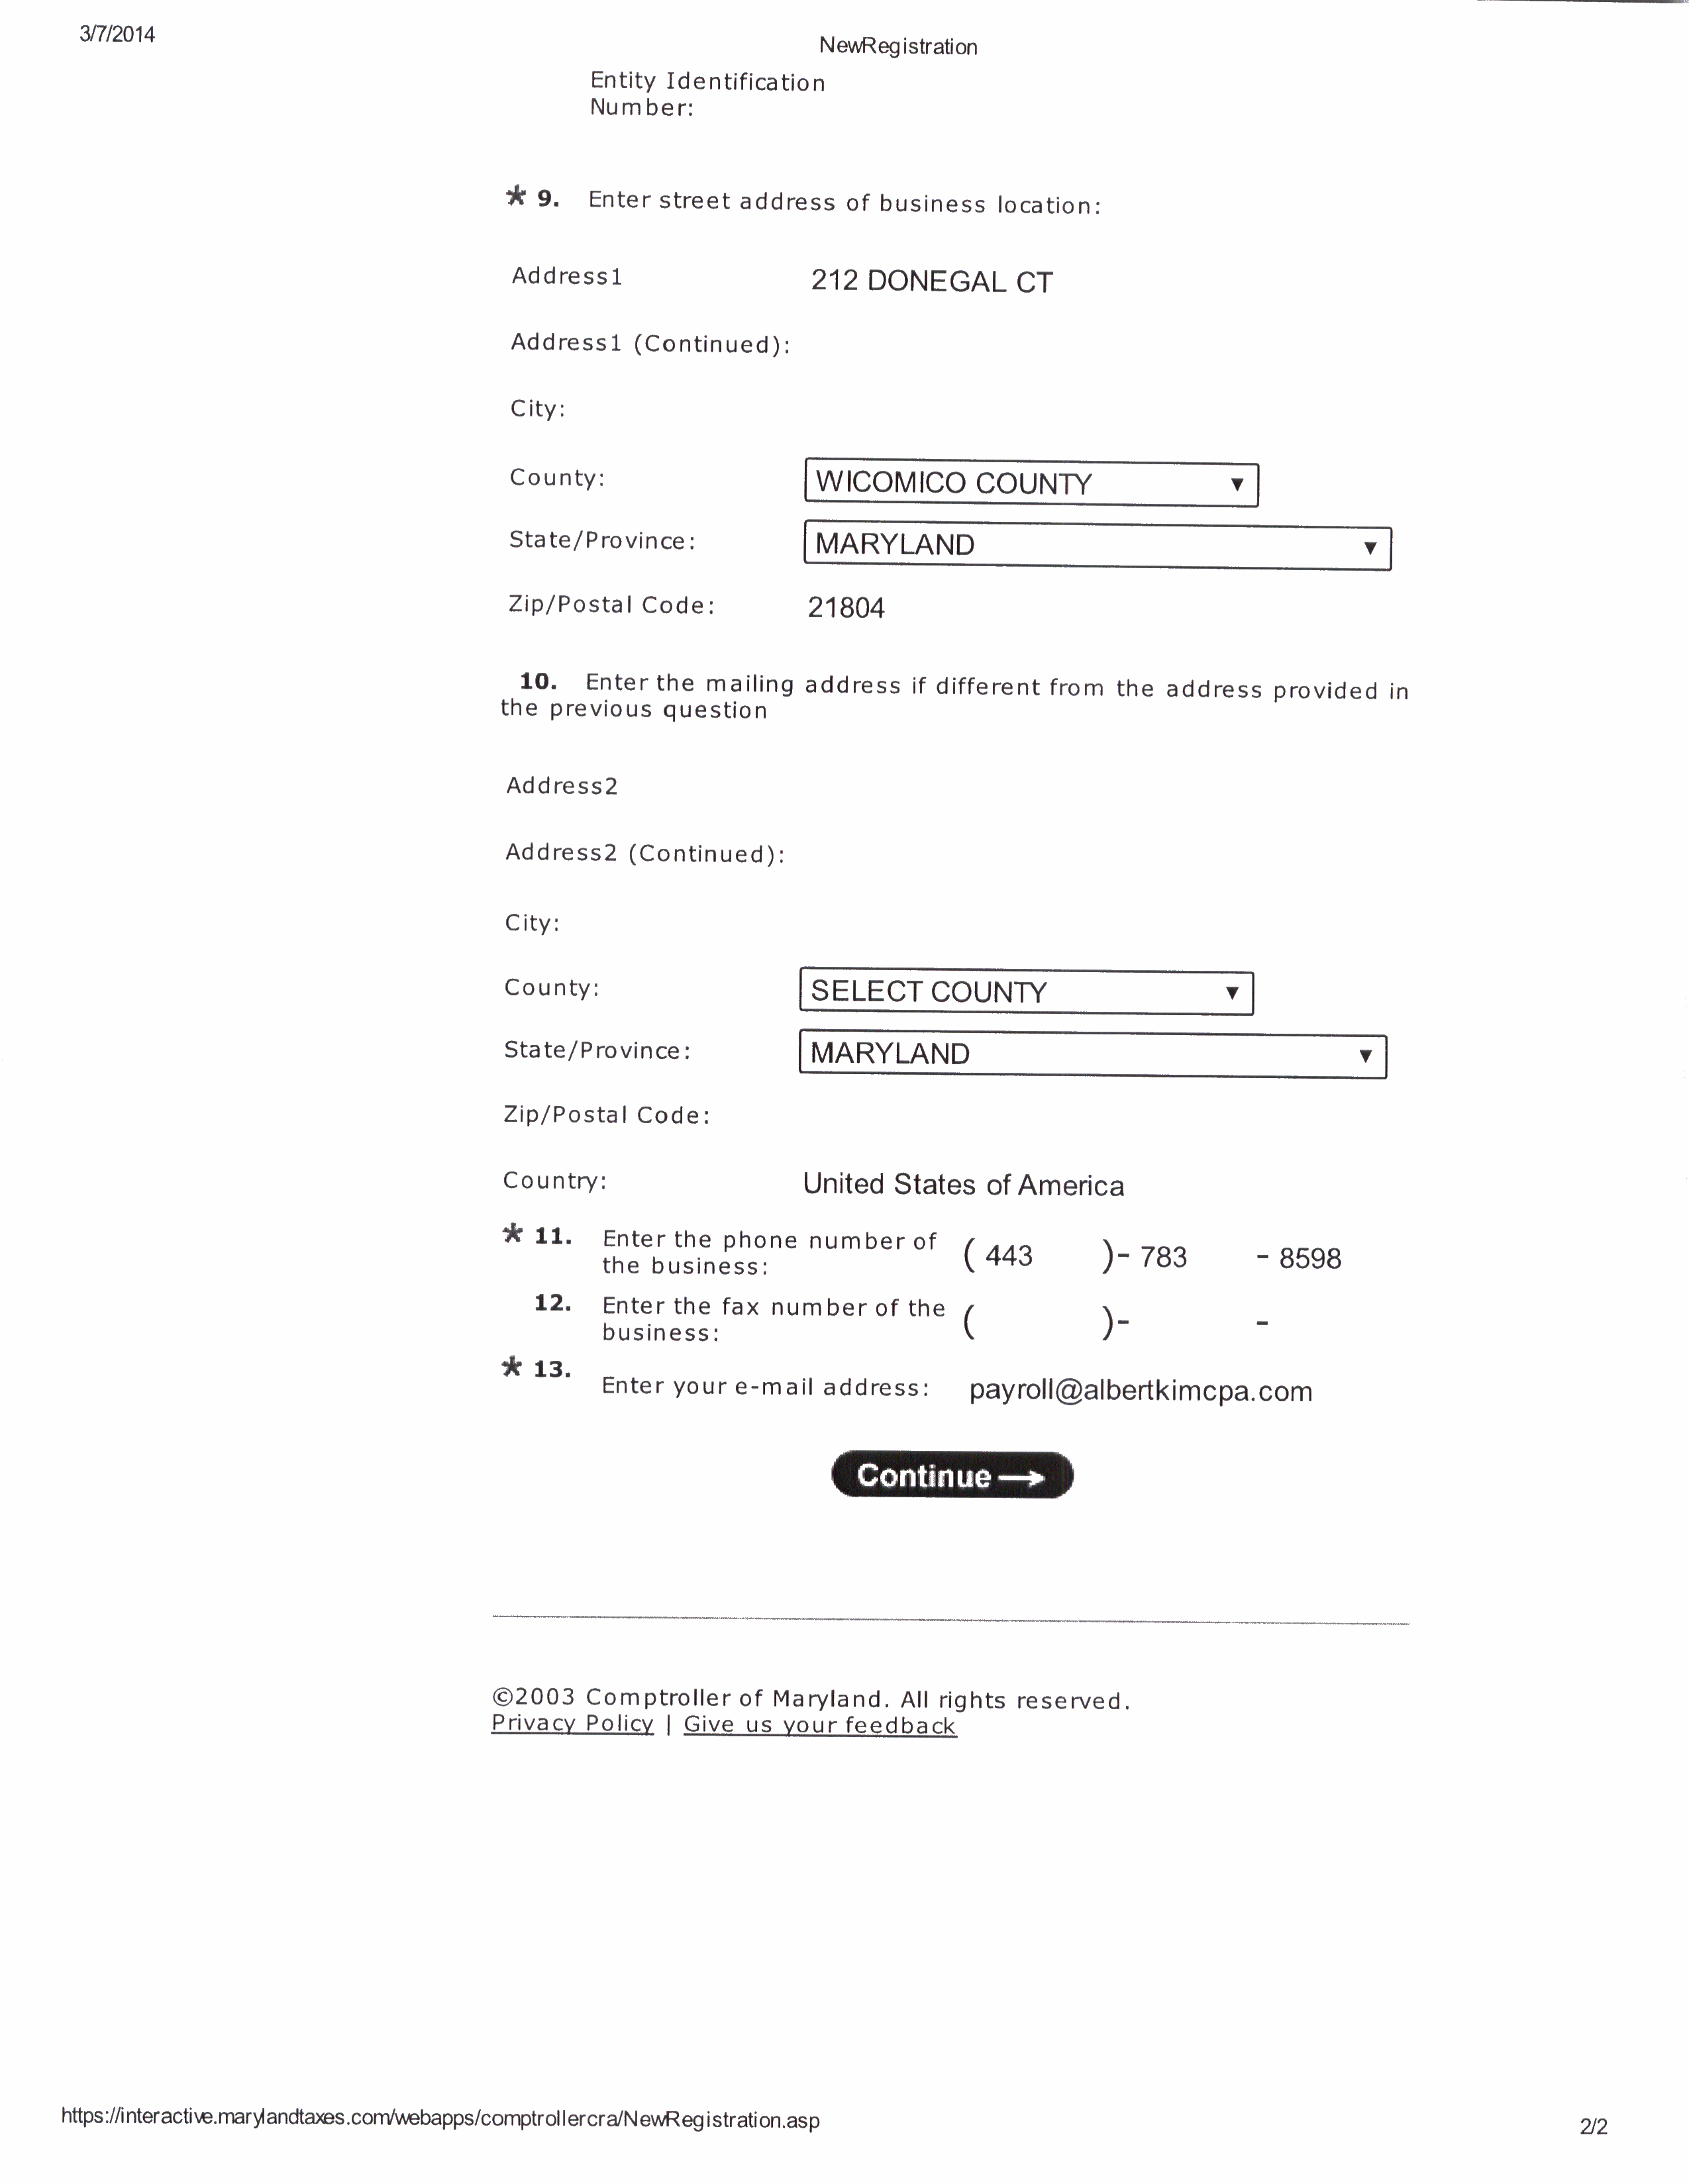 3/7/2014
NewRegistration
Entity Identification
Number:
* 9. Enter street address of business location:
Address1 212 DONEGAL CT
Address1 (Continued):
City:
County: WICOMICO COUNTY ▼
State/Province: MARYLAND ▼
Zip/Postal Code: 21804
10. Enter the mailing address if different from the address provided in
the previous question
Address2
Address2 (Continued):
City:
County: SELECT COUNTY ▼
State/Province: MARYLAND ▼
Zip/Postal Code:
Country: United States of America
* 11. Enter the phone number of
the business: ( 443 )- 783 - 8598
12. Enter the fax number of the
business: ( )- -
* 13. Enter your e-mail address: payroll@albertkimcpa.com
Continue →
©2003 Comptroller of Maryland. All rights reserved.
Privacy Policy | Give us your feedback
https://interactive.marylandtaxes.com/webapps/comptrollercra/NewRegistration.asp
2/2